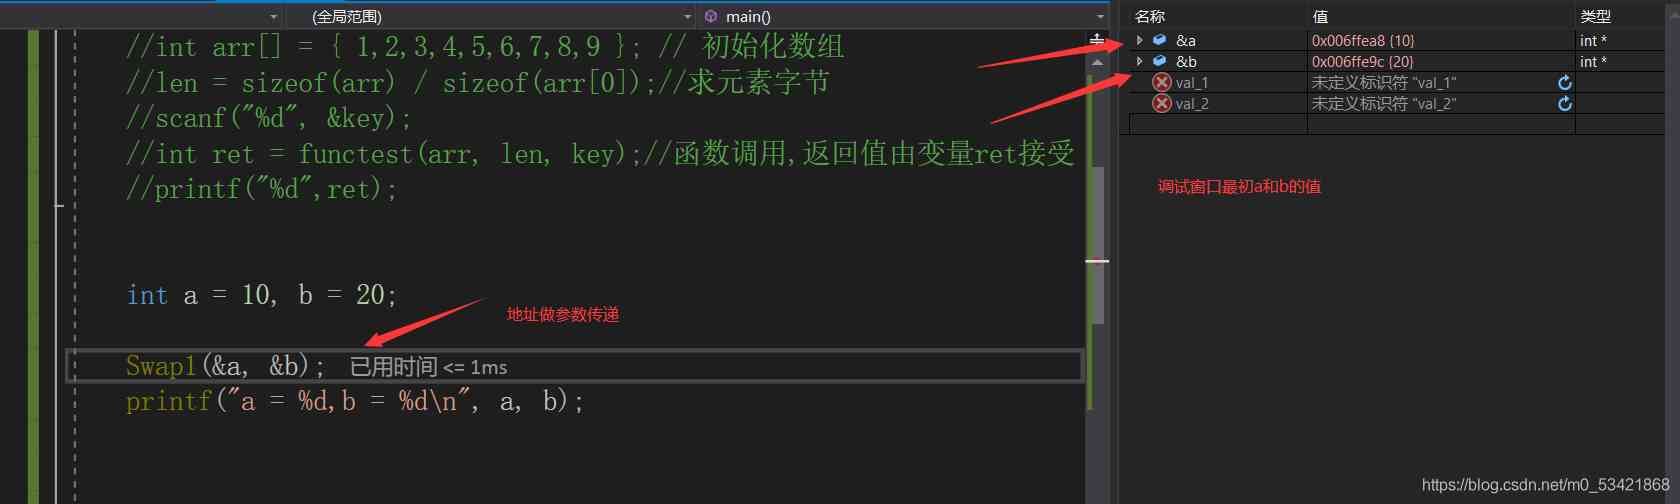 (全局范围)
main()
//int arr[] = { 1,2,3,4,5,6,7,8,9 }; // 初始化数组
//len = sizeof(arr) / sizeof(arr[0]);//求元素字节
//scanf("%d", &key);
//int ret = functest(arr, len, key);//函数调用,返回值由变量ret接受
//printf("%d",ret);
int a = 10, b = 20;
地址做参数传递
Swap1(&a, &b); 已用时间 <= 1ms
printf("a = %d,b = %d\n", a, b);
名称 值 类型
&a 0x006ffea8 {10} int *
&b 0x006ffe9c {20} int *
val_1 未定义标识符 "val_1"
val_2 未定义标识符 "val_2"
调试窗口最初a和b的值
https://blog.csdn.net/m0_53421868